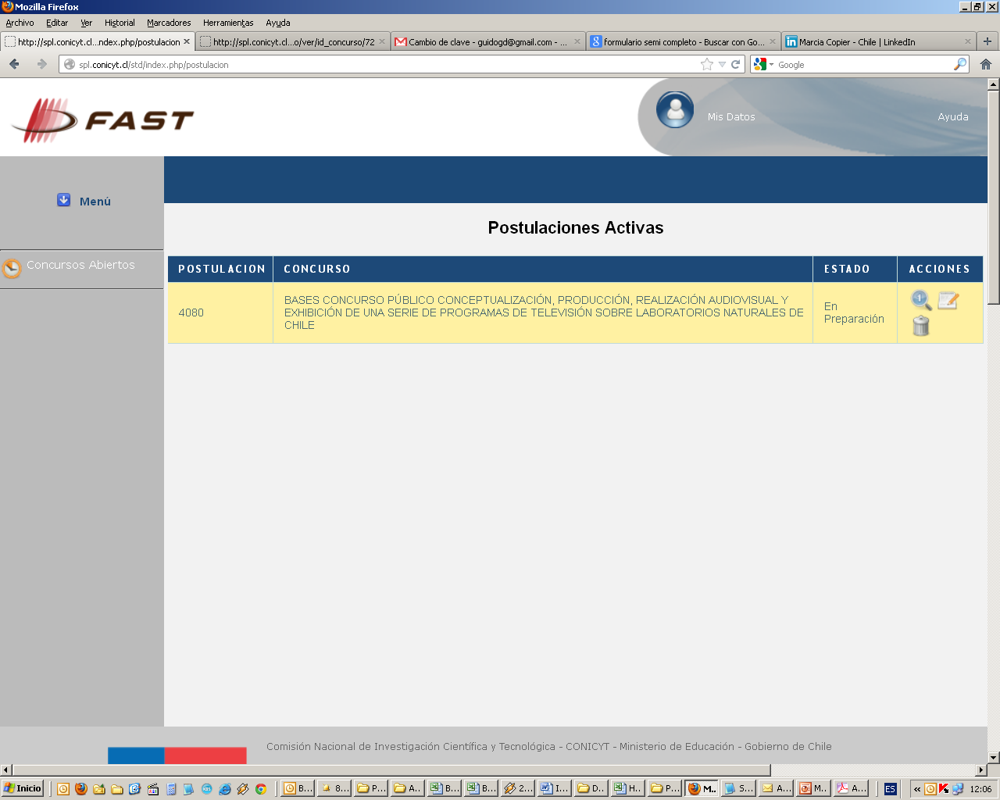 Mozilla Firefox
Archivo Editar Ver Historial Marcadores Herramientas Ayuda
http://spl.conicyt.cl...ndex.php/postulacion
http://spl.conicyt.cl...o/ver/id_concurso/72
Cambio de clave - guidogd@gmail.com - ...
formulario semi completo - Buscar con Go...
Marcia Copier - Chile | LinkedIn
spl.conicyt.cl/std/index.php/postulacion
Google
FAST
Mis Datos
Ayuda
Menú
Concursos Abiertos
Postulaciones Activas
POSTULACION CONCURSO ESTADO ACCIONES
4080
BASES CONCURSO PÚBLICO CONCEPTUALIZACIÓN, PRODUCCIÓN, REALIZACIÓN AUDIOVISUAL Y
EXHIBICIÓN DE UNA SERIE DE PROGRAMAS DE TELEVISIÓN SOBRE LABORATORIOS NATURALES DE
CHILE
En
Preparación
Comisión Nacional de Investigación Científica y Tecnológica - CONICYT - Ministerio de Educación - Gobierno de Chile
Inicio B... 8... P... A... B... B... 2... I... D... H... P... M.. S... A... M... A... ES 12:06